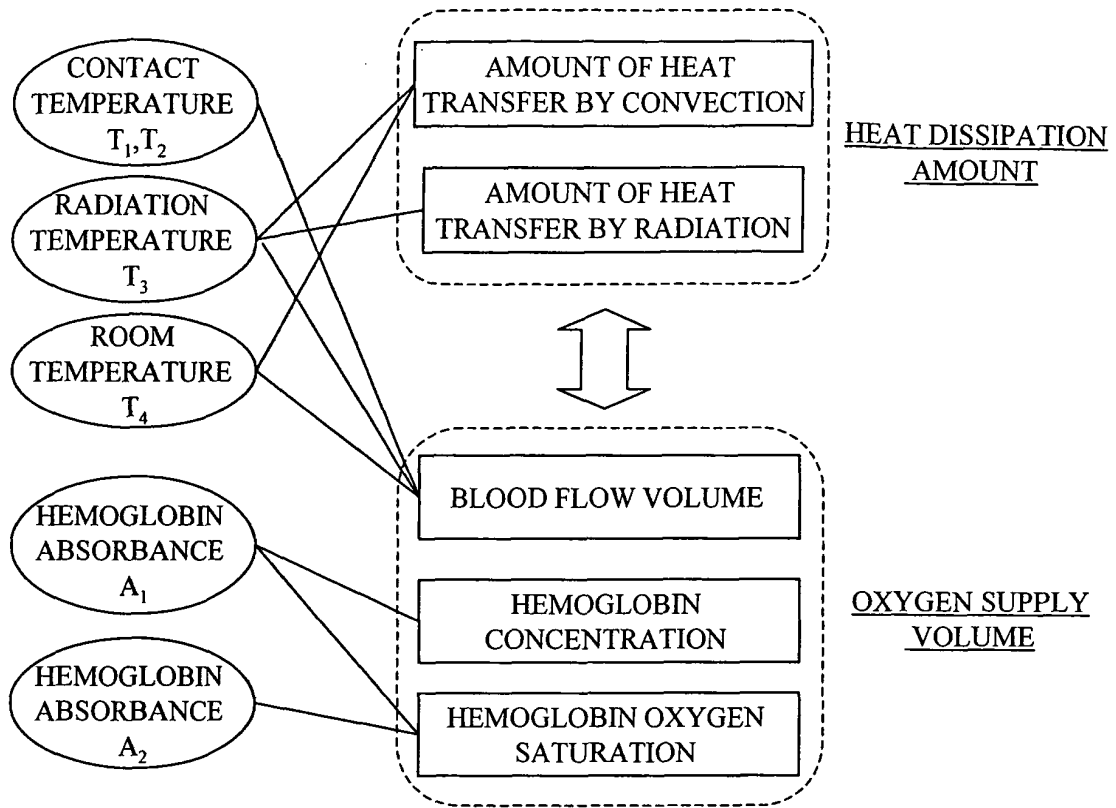 CONTACT
TEMPERATURE
T₁,T₂
RADIATION
TEMPERATURE
T₃
ROOM
TEMPERATURE
T₄
HEMOGLOBIN
ABSORBANCE
A₁
HEMOGLOBIN
ABSORBANCE
A₂
AMOUNT OF HEAT
TRANSFER BY CONVECTION
AMOUNT OF HEAT
TRANSFER BY RADIATION
HEAT DISSIPATION
AMOUNT
BLOOD FLOW VOLUME
HEMOGLOBIN
CONCENTRATION
HEMOGLOBIN OXYGEN
SATURATION
OXYGEN SUPPLY
VOLUME